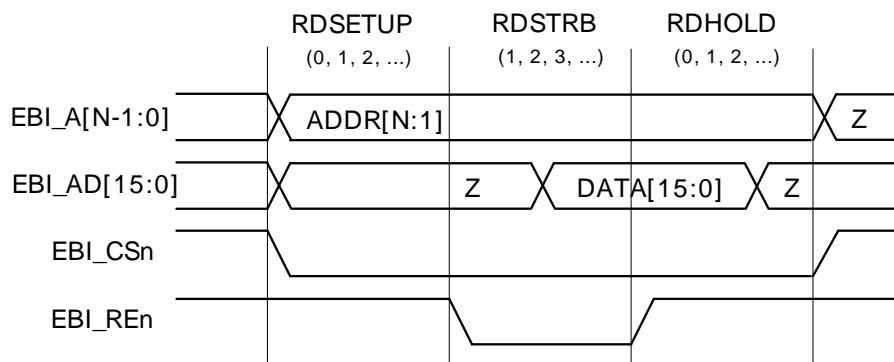 RDSETUP RDSTRB RDHOLD
(0, 1, 2, ...) (1, 2, 3, ...) (0, 1, 2, ...)
EBI_A[N-1:0] ADDR[N:1] Z
EBI_AD[15:0] Z DATA[15:0] Z
EBI_CSn
EBI_REn